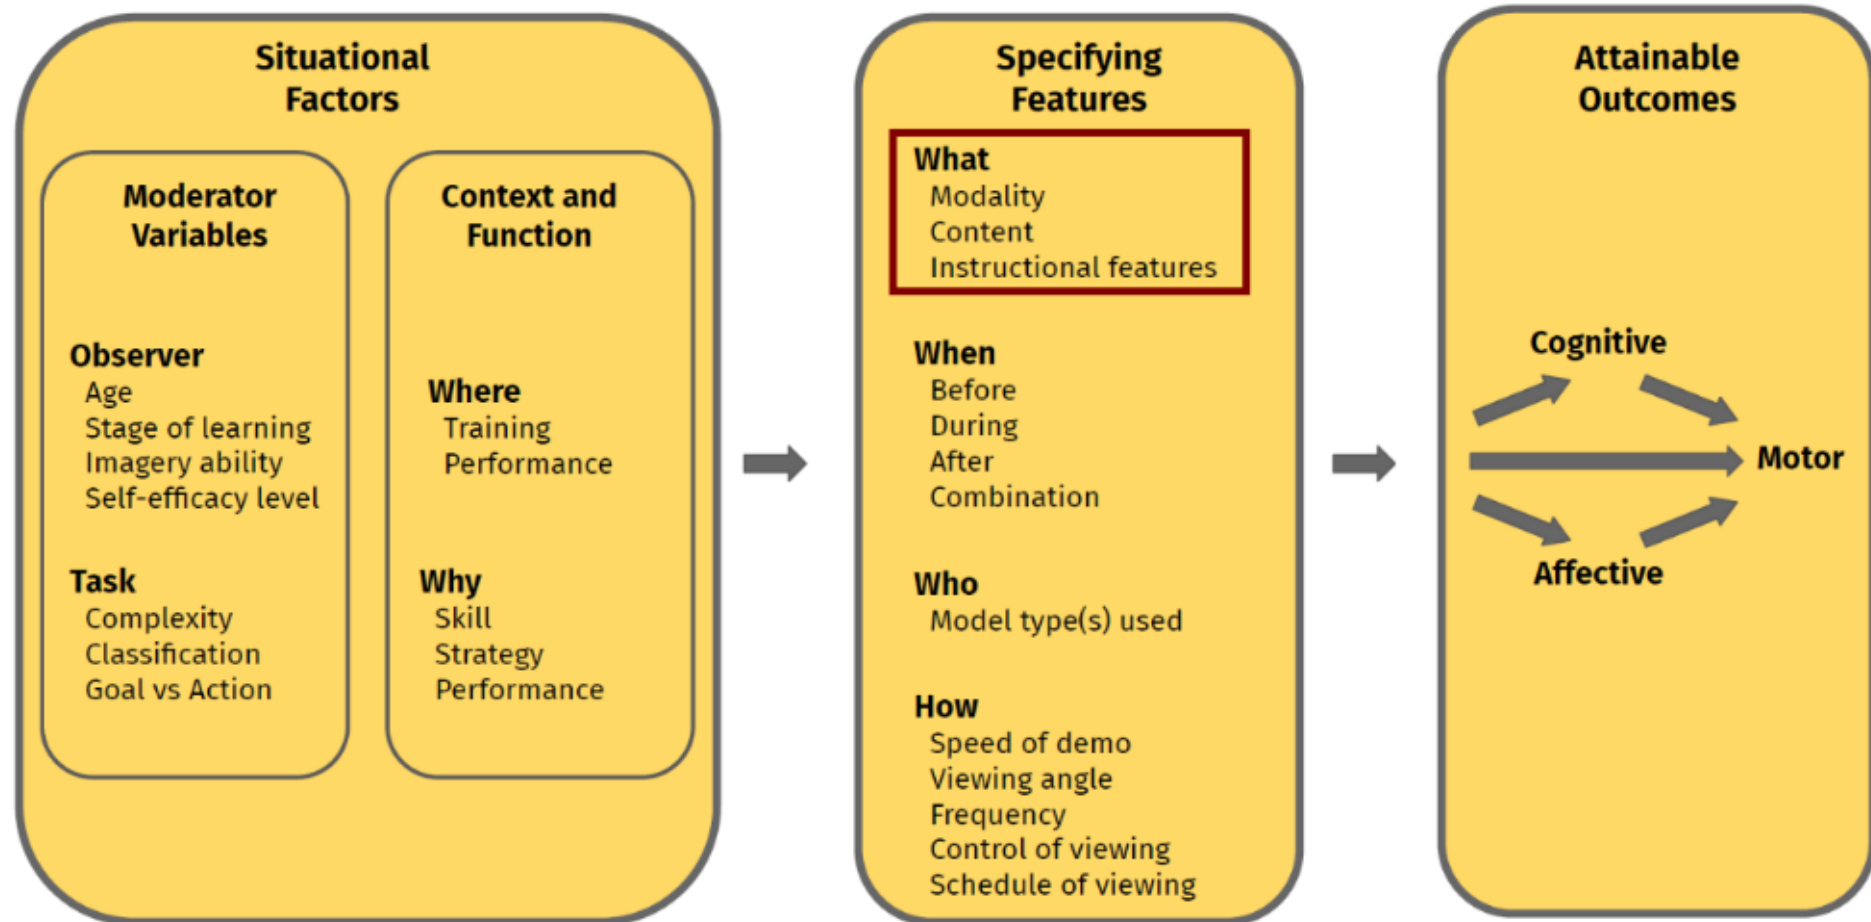 Situational
Factors
Moderator
Variables
Observer
Age
Stage of learning
Imagery ability
Self-efficacy level
Task
Complexity
Classification
Goal vs Action
Context and
Function
Where
Training
Performance
Why
Skill
Strategy
Performance
Specifying
Features
What
Modality
Content
Instructional features
When
Before
During
After
Combination
Who
Model type(s) used
How
Speed of demo
Viewing angle
Frequency
Control of viewing
Schedule of viewing
Attainable
Outcomes
Cognitive
Motor
Affective